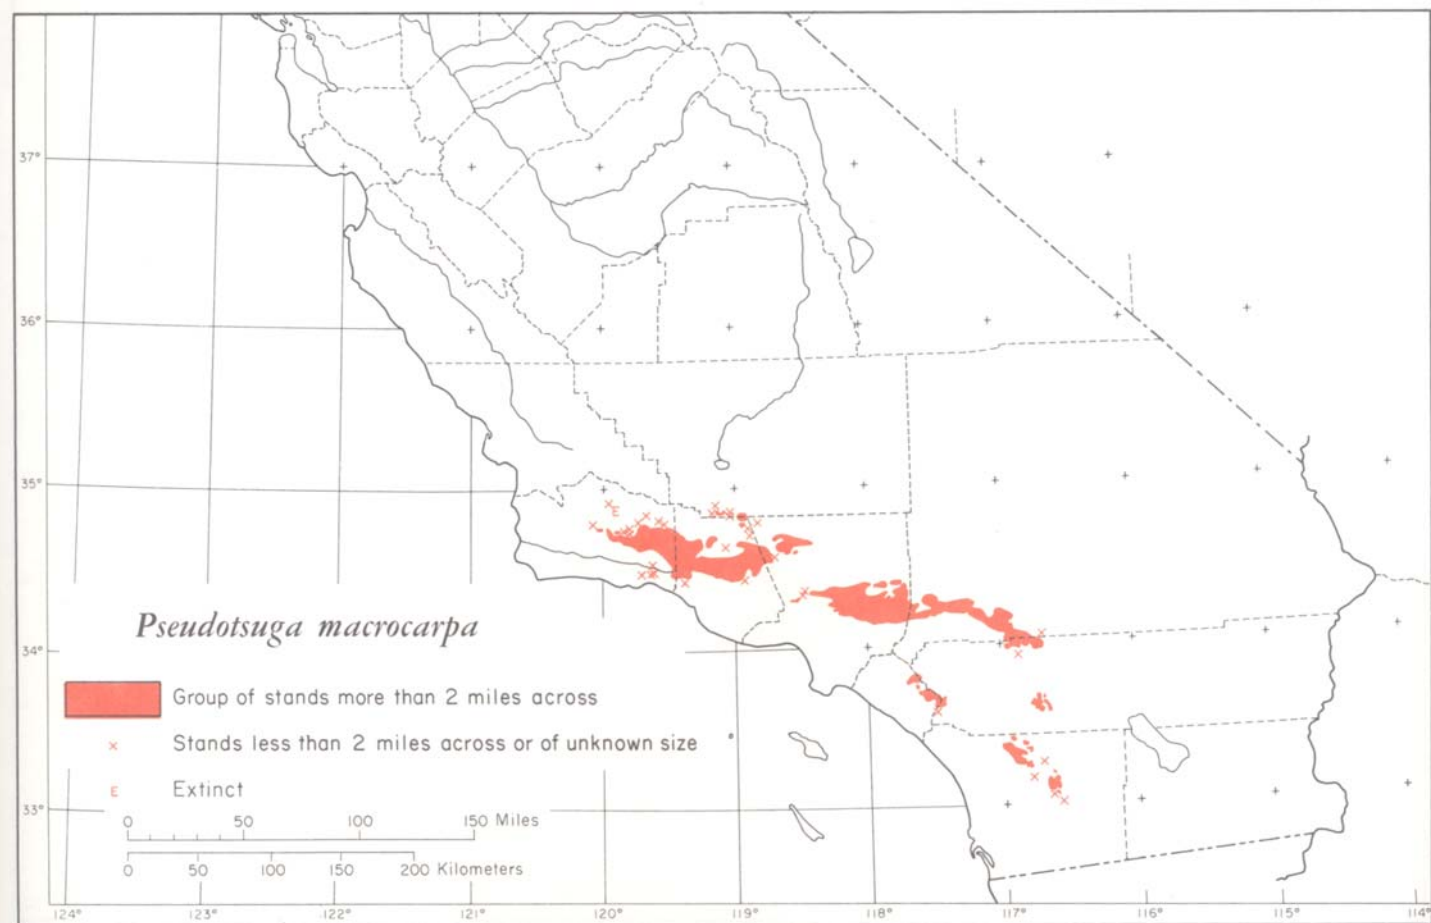 37°
36°
35°
E
Pseudotsuga macrocarpa
34°
Group of stands more than 2 miles across
× Stands less than 2 miles across or of unknown size
E Extinct
33°
0 50 100 150 Miles
0 50 100 150 200 Kilometers
124° 123° 122° 121° 120° 119° 118° 117° 116° 115° 114°